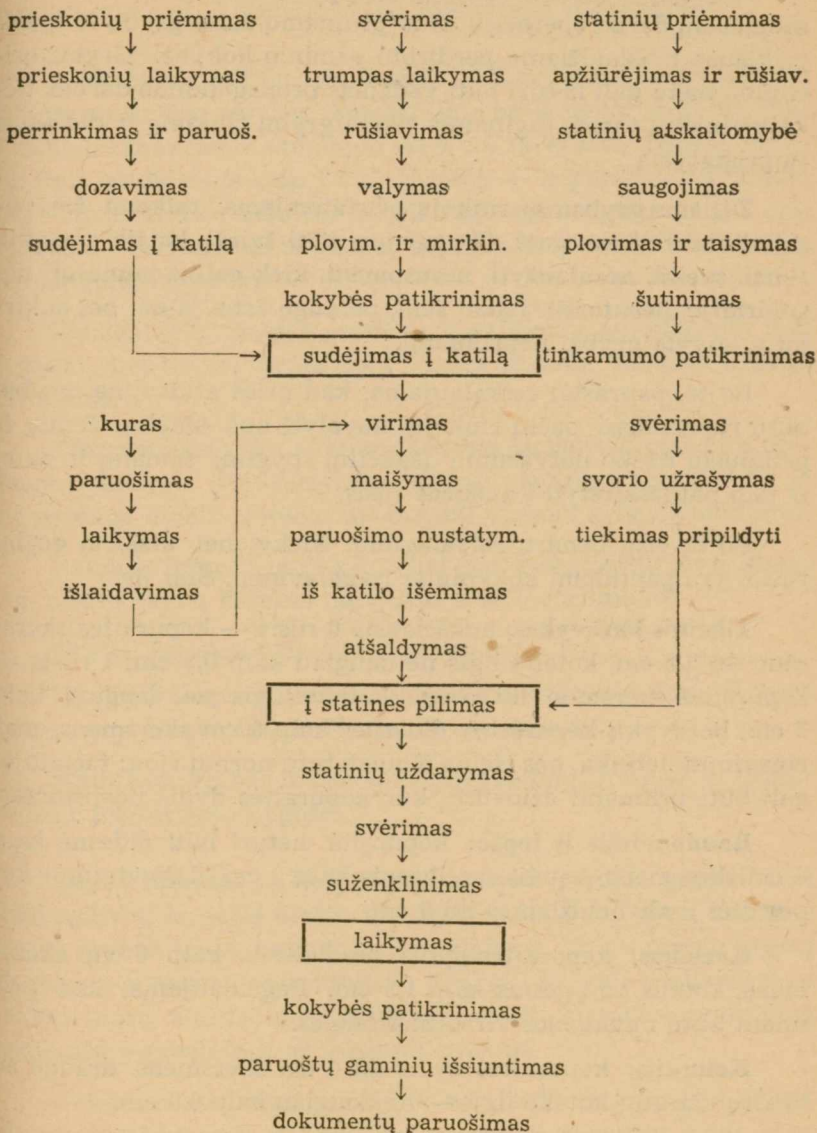 prieskonių priėmimas svėrimas statinių priėmimas
↓ ↓ ↓
prieskonių laikymas trumpas laikymas apžiūrėjimas ir rūšiav.
↓ ↓ ↓
perrinkimas ir paruoš. rūšiavimas statinių atskaitomybė
↓ ↓ ↓
dozavimas valymas saugojimas
↓ ↓ ↓
sudėjimas į katilą plovim. ir mirkin. plovimas ir taisymas
↓ ↓
kokybės patikrinimas šutinimas
↓ ↓
→ sudėjimas į katilą tinkamumo patikrinimas
↓ ↓
kuras → virimas svėrimas
↓ ↓ ↓
paruošimas maišymas svorio užrašymas
↓ ↓ ↓
laikymas paruošimo nustatym. tiekimas pripildyti
↓ ↓
išlaidavimas iš katilo išėmimas
↓
atšaldymas
↓
į statines pilimas ←
↓
statinių uždarymas
↓
svėrimas
↓
suženklinimas
↓
laikymas
↓
kokybės patikrinimas
↓
paruoštų gaminių išsiuntimas
↓
dokumentų paruošimas